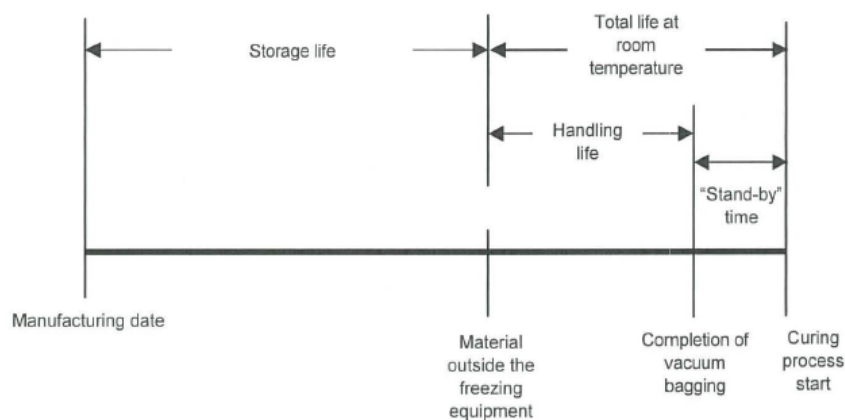 Storage life
Total life at
room
temperature
Handling
life
"Stand-by"
time
Manufacturing date
Material
outside the
freezing
equipment
Completion of
vacuum
bagging
Curing
process
start